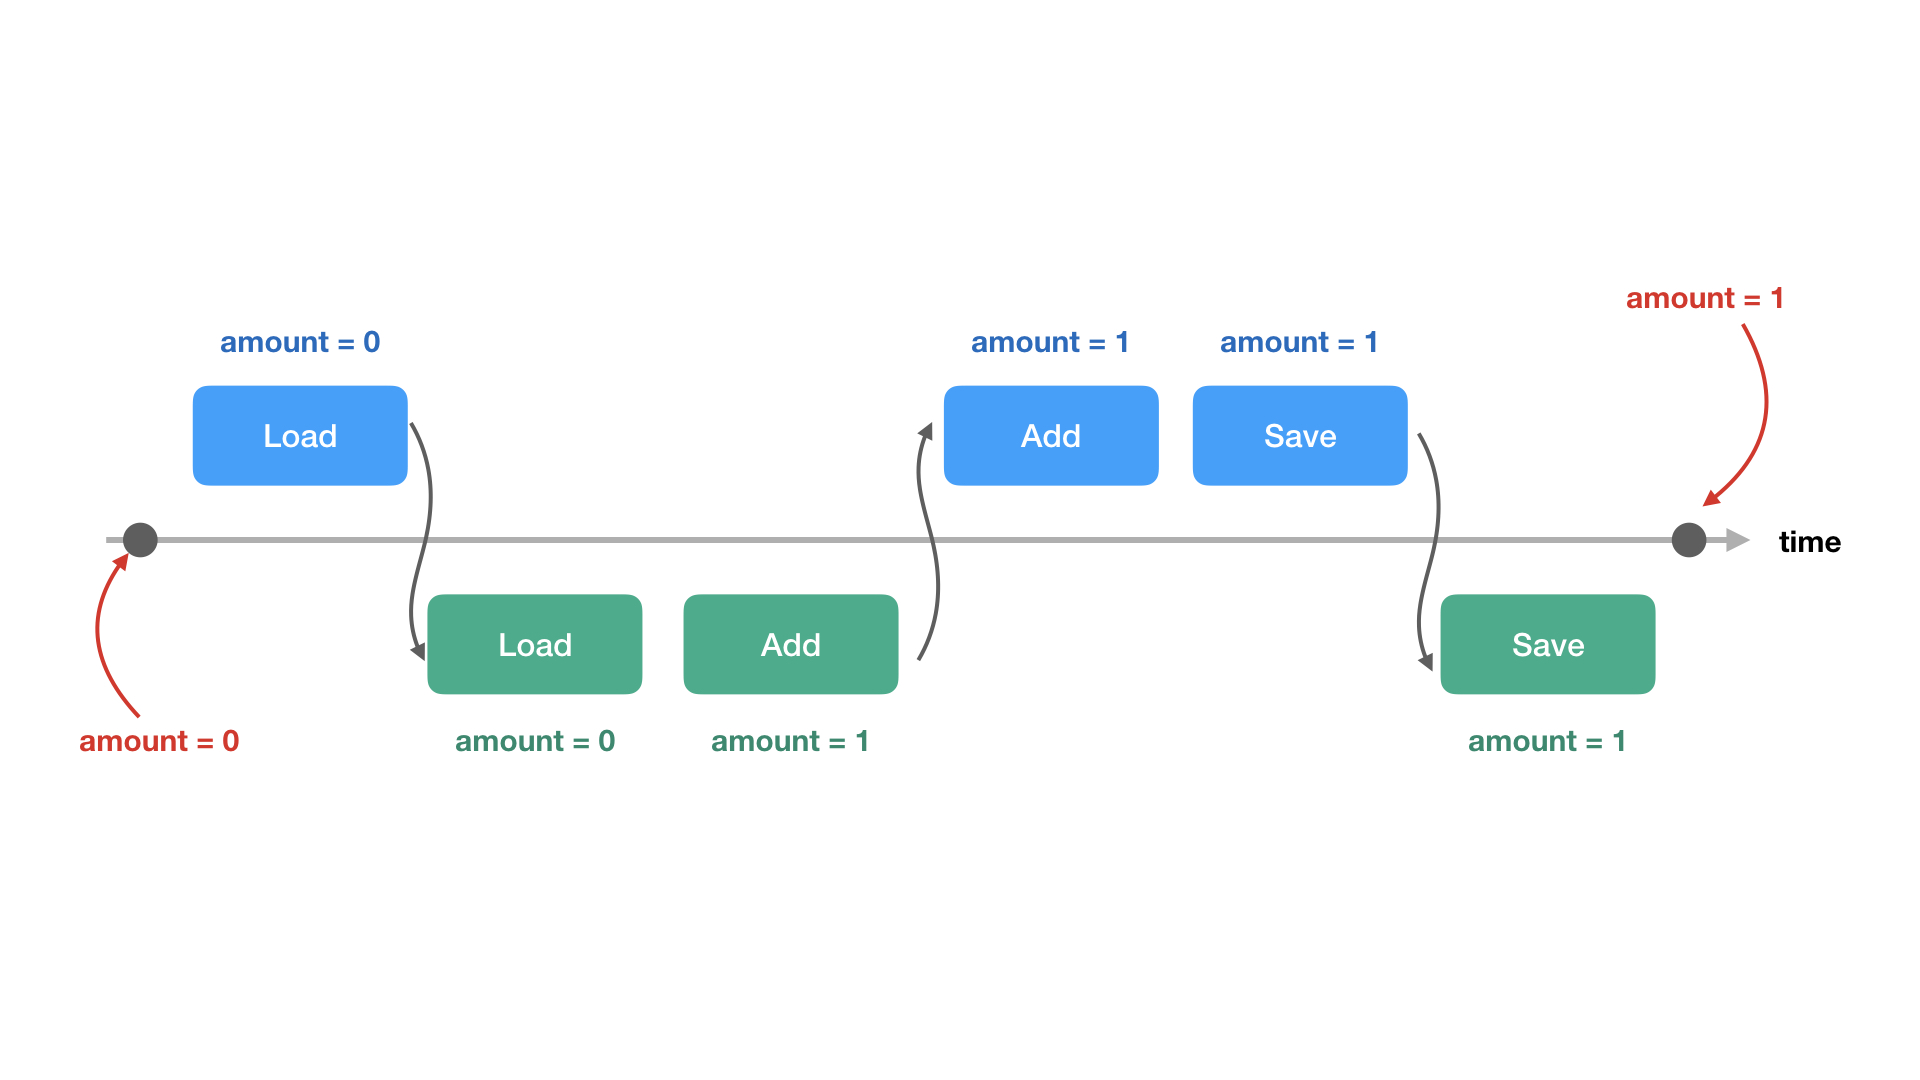 amount = 1
amount = 0
amount = 1
amount = 1
Load
Add
Save
time
Load
Add
Save
amount = 0
amount = 0
amount = 1
amount = 1